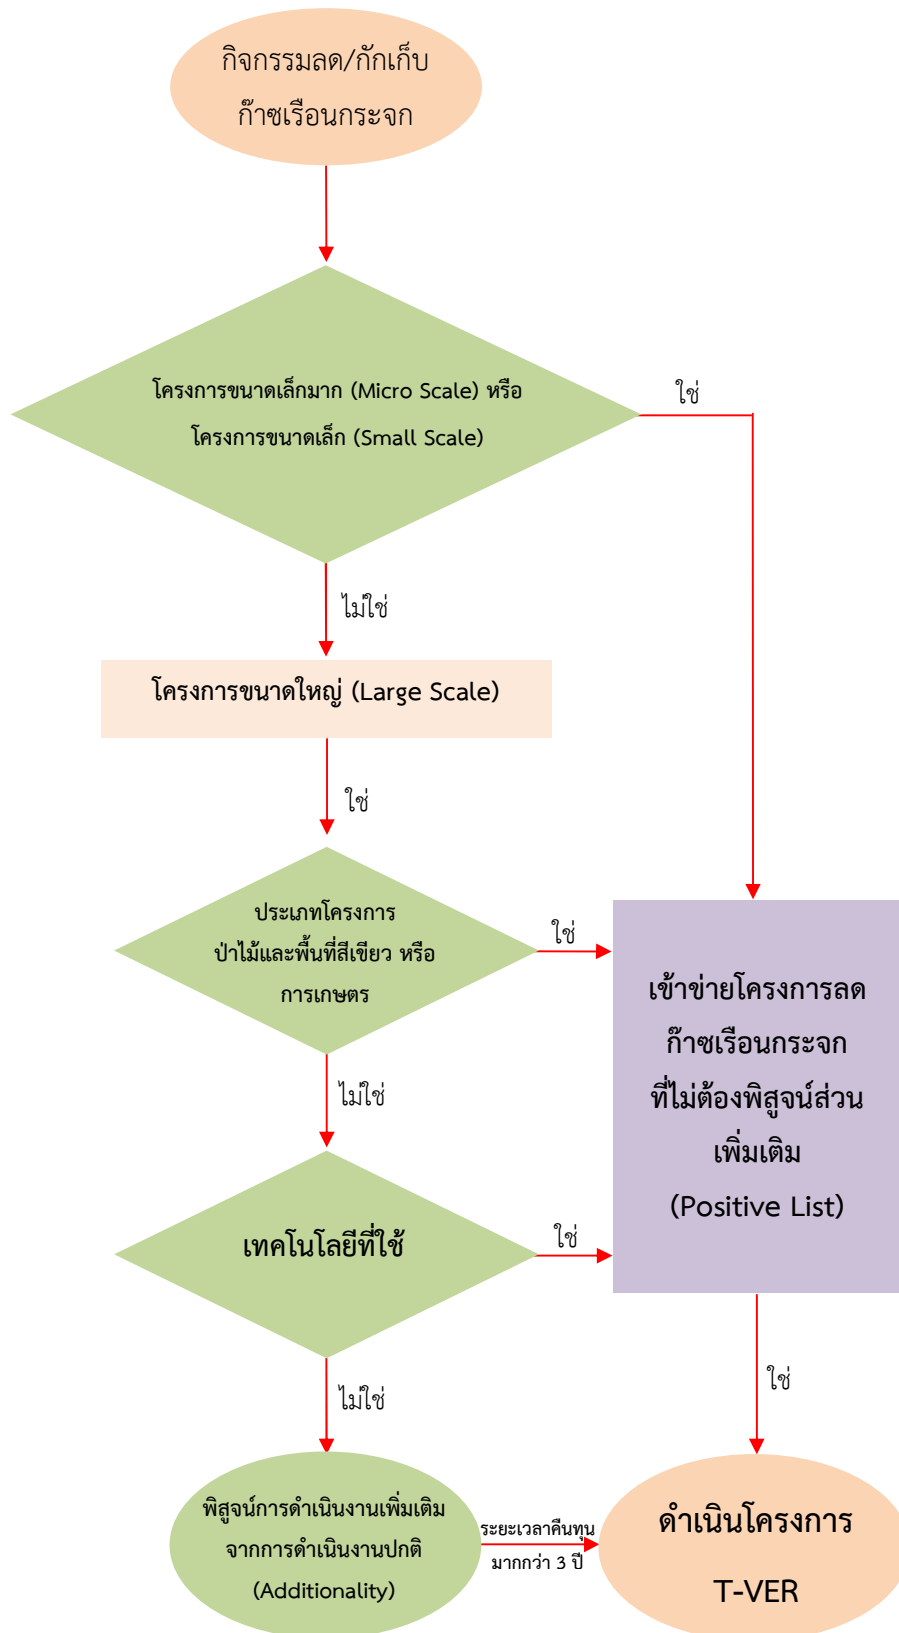 กิจกรรมลด/กักเก็บ
ก๊าซเรือนกระจก
โครงการขนาดเล็กมาก (Micro Scale) หรือ
โครงการขนาดเล็ก (Small Scale)
ใช่
ไม่ใช่
โครงการขนาดใหญ่ (Large Scale)
ใช่
ประเภทโครงการ
ป่าไม้และพื้นที่สีเขียว หรือ
การเกษตร
ใช่
ไม่ใช่
เข้าข่ายโครงการลด
ก๊าซเรือนกระจก
ที่ไม่ต้องพิสูจน์ส่วน
เพิ่มเติม
(Positive List)
เทคโนโลยีที่ใช้
ใช่
ไม่ใช่
ใช่
พิสูจน์การดำเนินงานเพิ่มเติม
จากการดำเนินงานปกติ
(Additionality)
ระยะเวลาคืนทุน
มากกว่า 3 ปี
ดำเนินโครงการ
T-VER